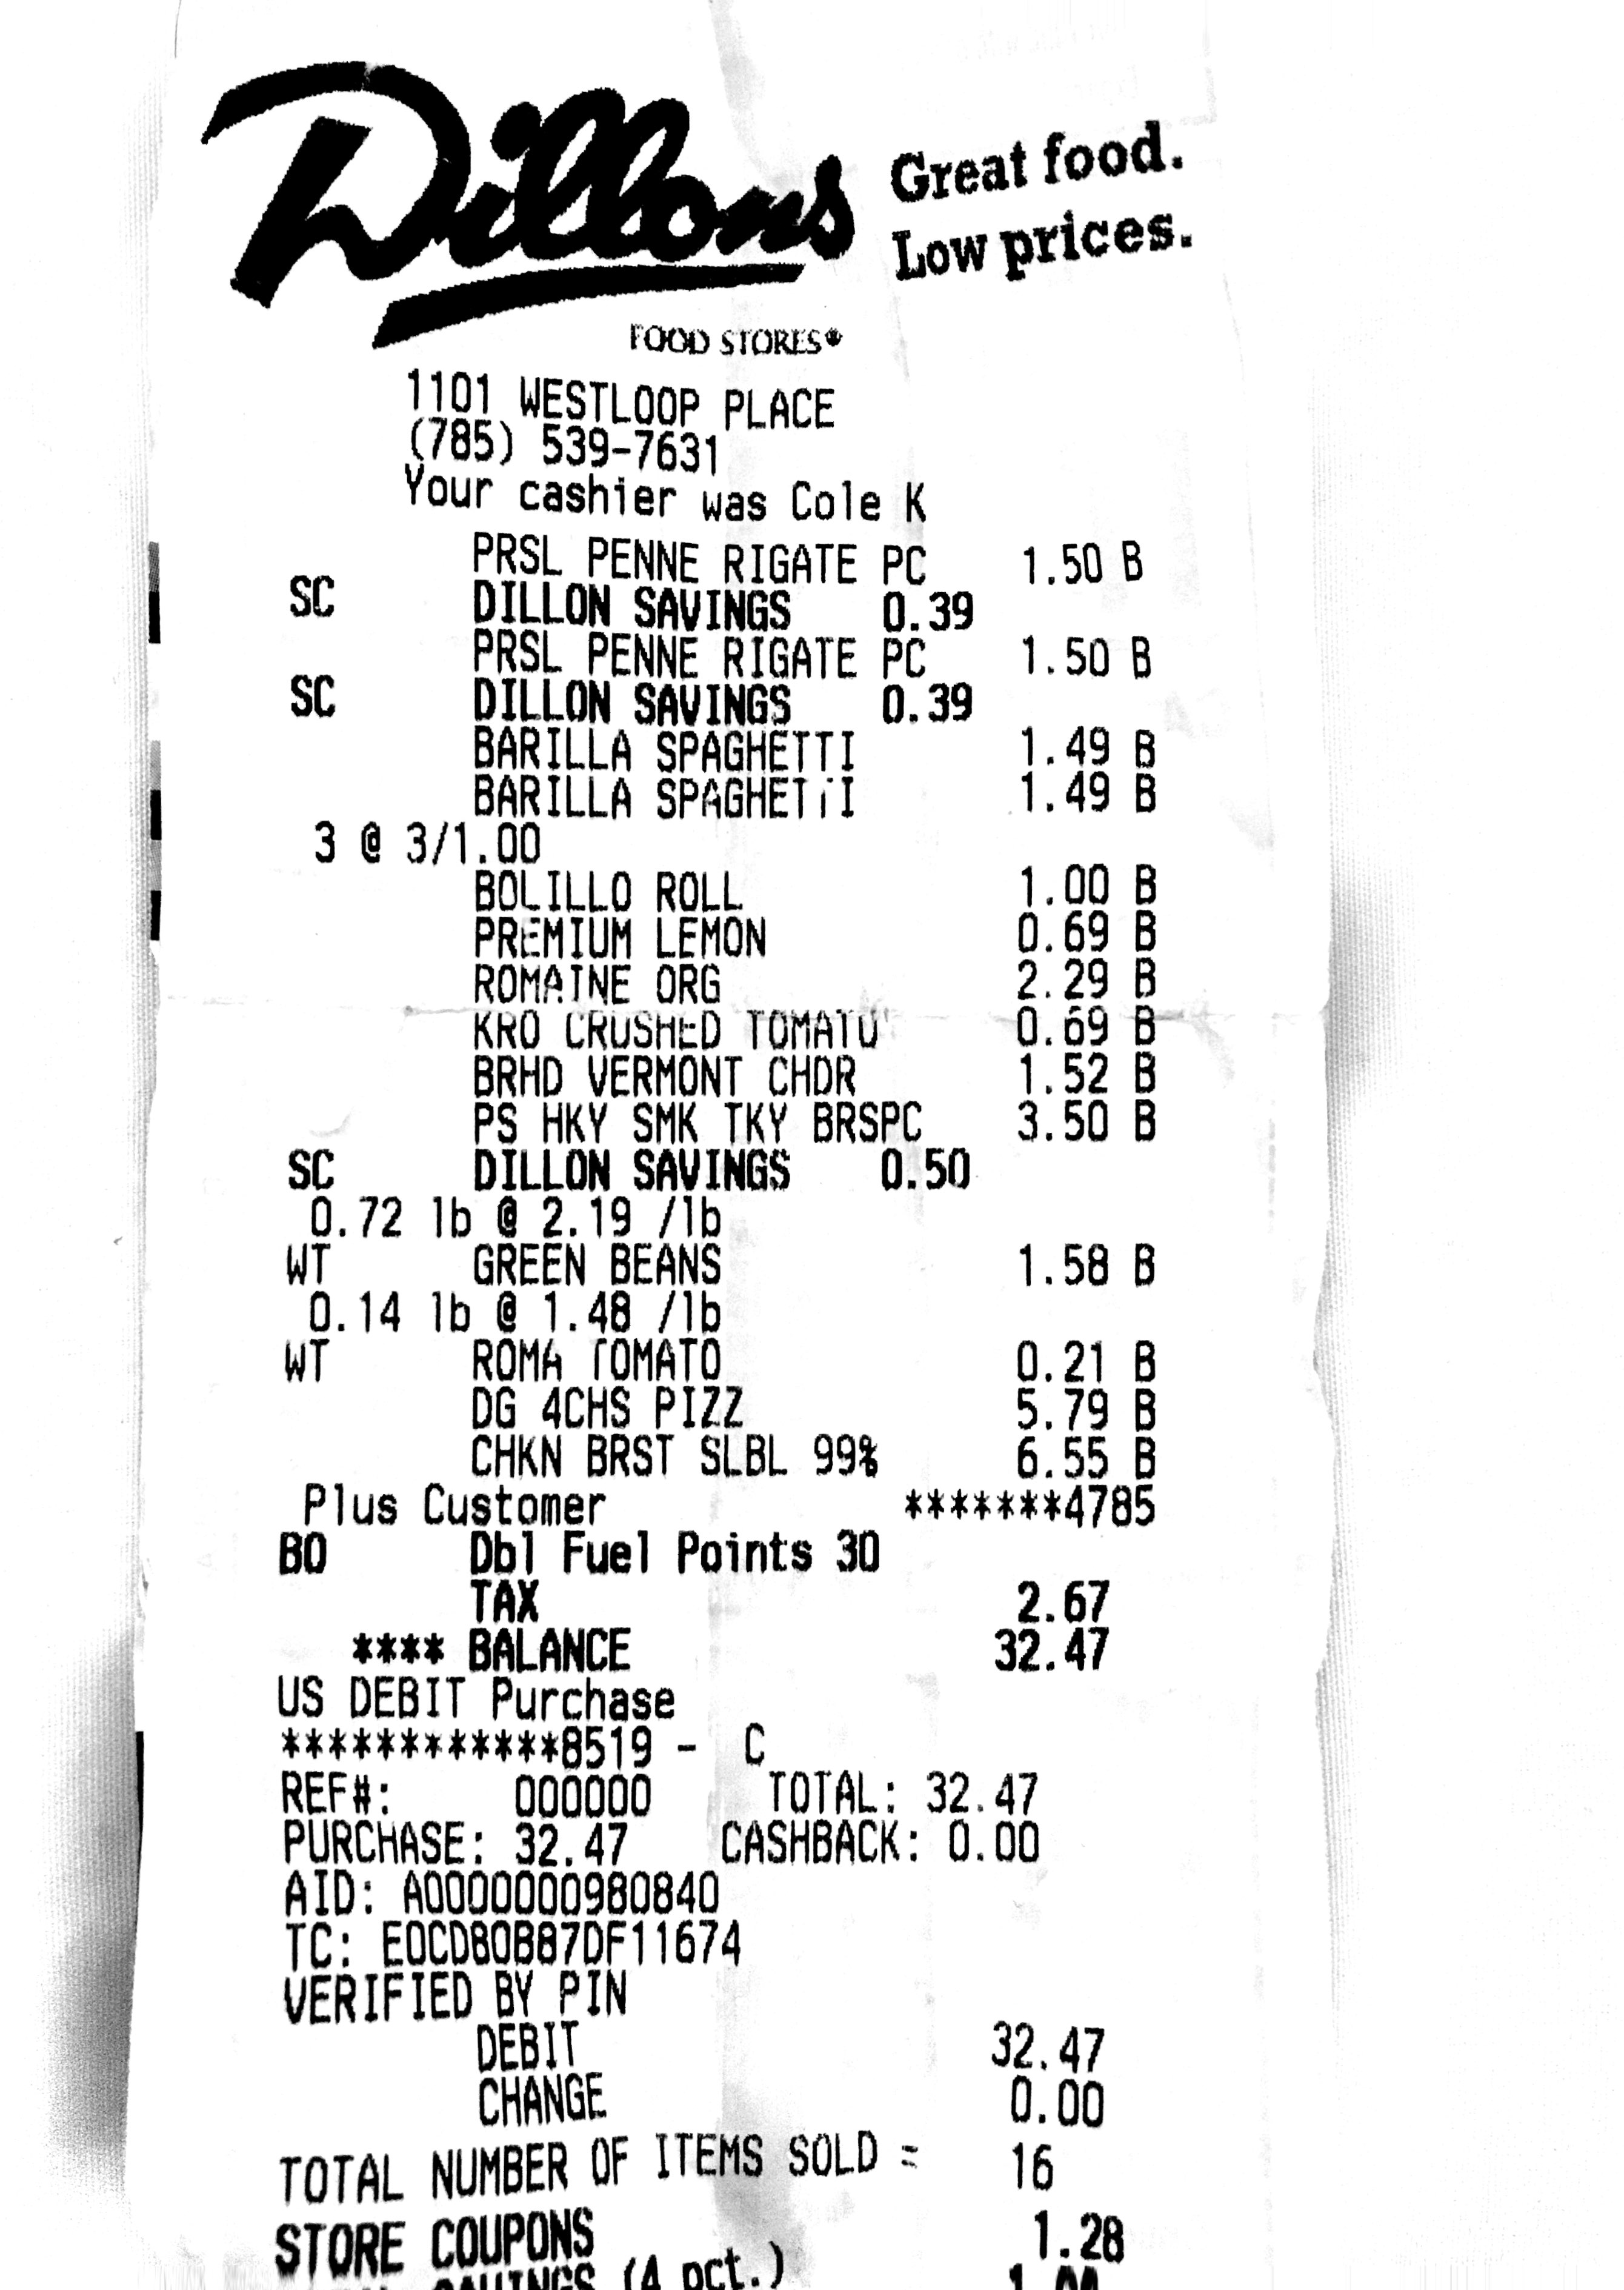 Dillons
Great food.
Low prices.
FOOD STORES®
1101 WESTLOOP PLACE
(785) 539-7631
Your cashier was Cole K
PRSL PENNE RIGATE PC 1.50 B
SC DILLON SAVINGS 0.39
PRSL PENNE RIGATE PC 1.50 B
SC DILLON SAVINGS 0.39
BARILLA SPAGHETTI 1.49 B
BARILLA SPAGHETTI 1.49 B
3 @ 3/1.00
BOLILLO ROLL 1.00 B
PREMIUM LEMON 0.69 B
ROMAINE ORG 2.29 B
KRO CRUSHED TOMATO 0.69 B
BRHD VERMONT CHDR 1.52 B
PS HKY SMK TKY BRSPC 3.50 B
SC DILLON SAVINGS 0.50
0.72 lb @ 2.19 /lb
WT GREEN BEANS 1.58 B
0.14 lb @ 1.48 /lb
WT ROMA TOMATO 0.21 B
DG 4CHS PIZZ 5.79 B
CHKN BRST SLBL 99% 6.55 B
Plus Customer *******4785
BO Dbl Fuel Points 30
TAX 2.67
**** BALANCE 32.47
US DEBIT Purchase
************8519 - C
REF#: 000000 TOTAL: 32.47
PURCHASE: 32.47 CASHBACK: 0.00
AID: A0000000980840
TC: E0CD80B87DF11674
VERIFIED BY PIN
DEBIT 32.47
CHANGE 0.00
TOTAL NUMBER OF ITEMS SOLD = 16
STORE COUPONS 1.28
SAVINGS (4 pct.)